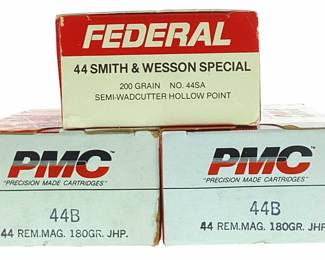 FEDERAL
44 SMITH & WESSON SPECIAL
200 GRAIN NO. 44SA
SEMI-WADCUTTER HOLLOW POINT
PMC
"PRECISION MADE CARTRIDGES"
44B
44 REM.MAG. 180GR. JHP.
PMC
"PRECISION MADE CARTRIDGES"
44B
44 REM.MAG. 180GR. JHP.